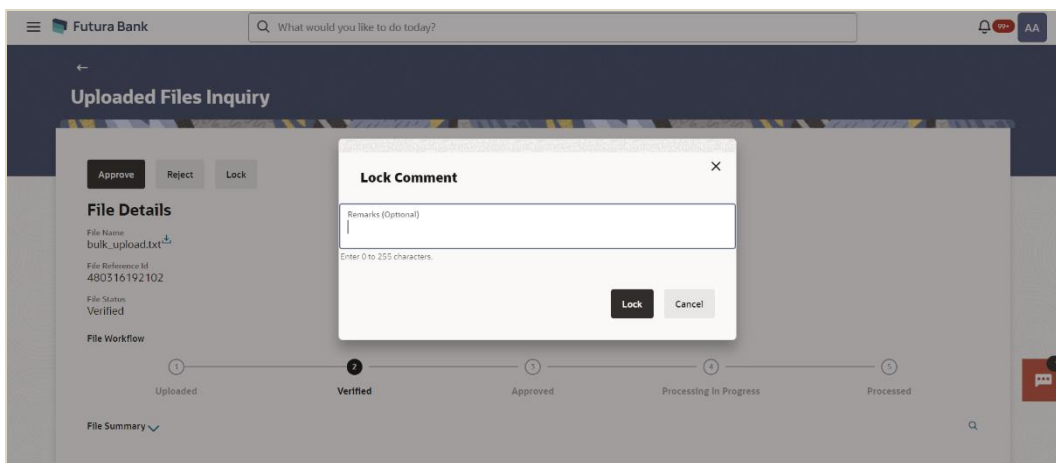 Futura Bank
What would you like to do today?
99+
AA
Uploaded Files Inquiry
Approve Reject Lock
Lock Comment
Remarks (Optional)
Enter 0 to 255 characters.
Lock Cancel
File Details
File Name
bulk_upload.txt
File Reference Id
480316192102
File Status
Verified
File Workflow
1 2 3 4 5
Uploaded Verified Approved Processing In Progress Processed
File Summary